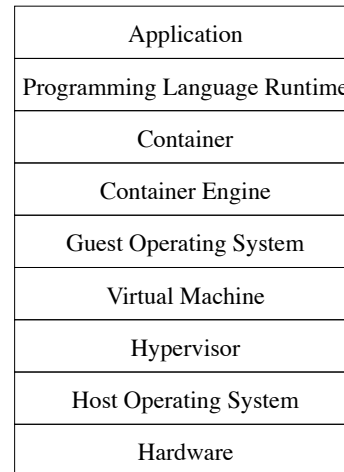 Application
Programming Language Runtime
Container
Container Engine
Guest Operating System
Virtual Machine
Hypervisor
Host Operating System
Hardware